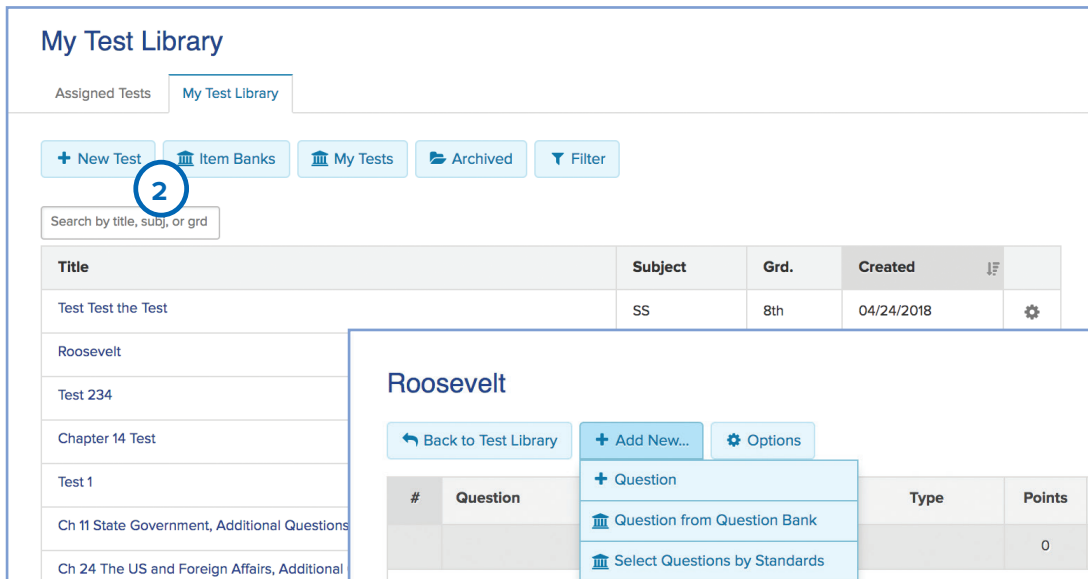 My Test Library
Assigned Tests My Test Library
New Test Item Banks My Tests Archived Filter
2
Search by title, subj, or grd
Title Subject Grd. Created
Test Test the Test SS 8th 04/24/2018
Roosevelt
Test 234
Chapter 14 Test
Test 1
Ch 11 State Government, Additional Questions
Ch 24 The US and Foreign Affairs, Additional
Roosevelt
Back to Test Library Add New... Options
# Question Type Points
Question
Question from Question Bank
0
Select Questions by Standards